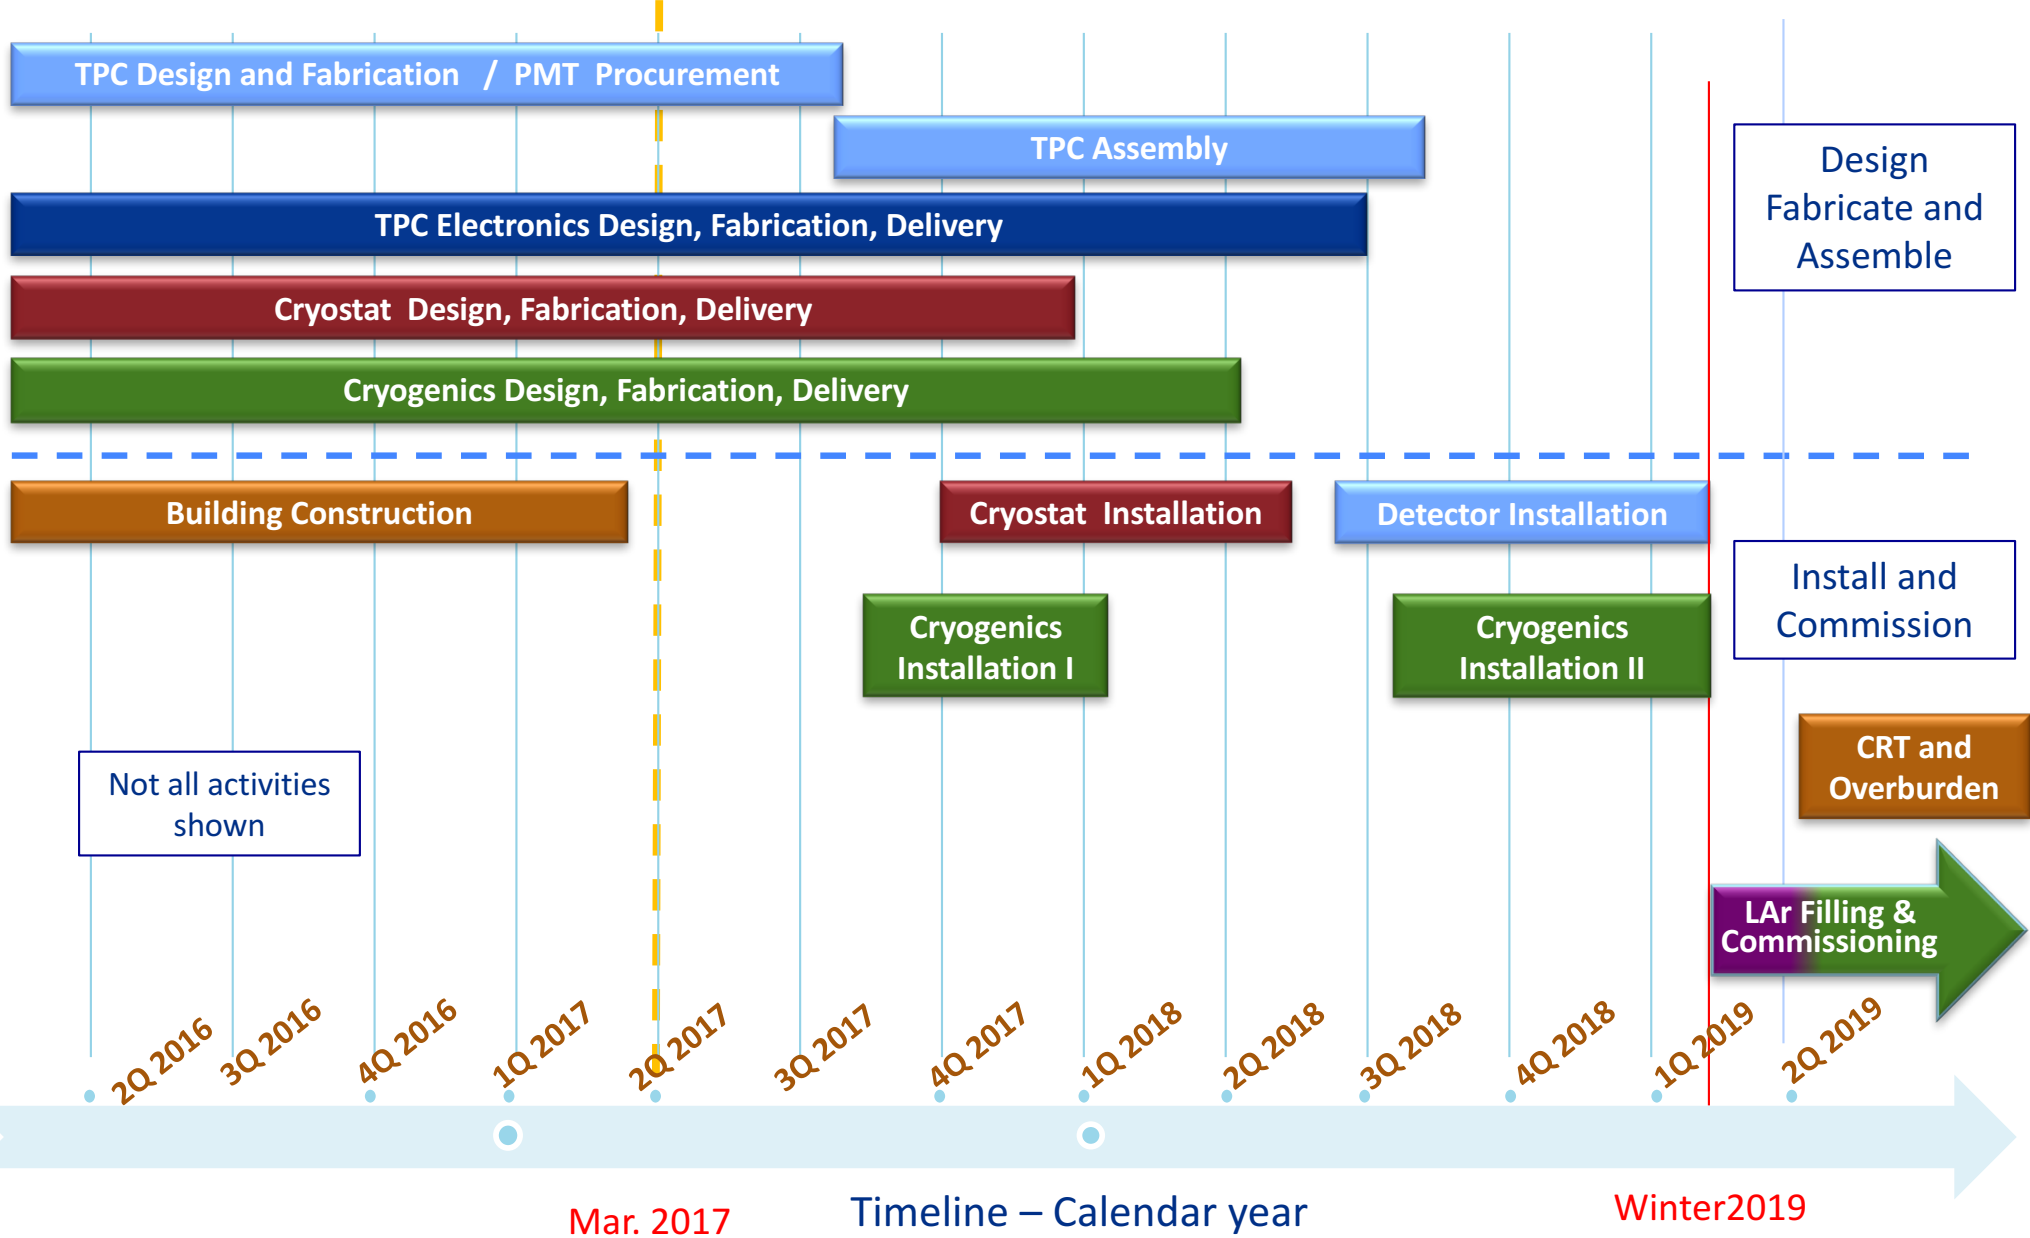 TPC Design and Fabrication / PMT Procurement
TPC Assembly
Design
Fabricate and
Assemble
TPC Electronics Design, Fabrication, Delivery
Cryostat Design, Fabrication, Delivery
Cryogenics Design, Fabrication, Delivery
Building Construction
Cryostat Installation
Detector Installation
Install and
Commission
Cryogenics
Installation I
Cryogenics
Installation II
CRT and
Overburden
Not all activities
shown
LAr Filling &
Commissioning
2Q 2016
3Q 2016
4Q 2016
1Q 2017
2Q 2017
3Q 2017
4Q 2017
1Q 2018
2Q 2018
3Q 2018
4Q 2018
1Q 2019
2Q 2019
Mar. 2017
Timeline – Calendar year
Winter2019